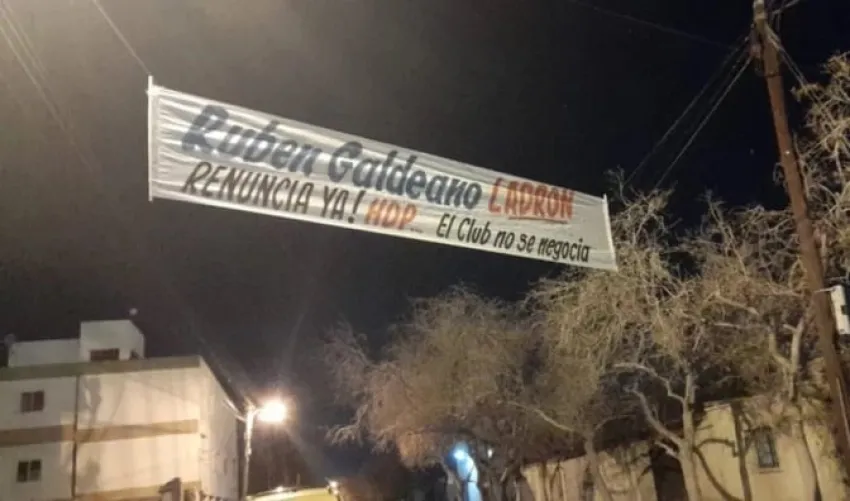 Ruben Galdeano LADRON
RENUNCIA YA! HDP... El Club no se negocia